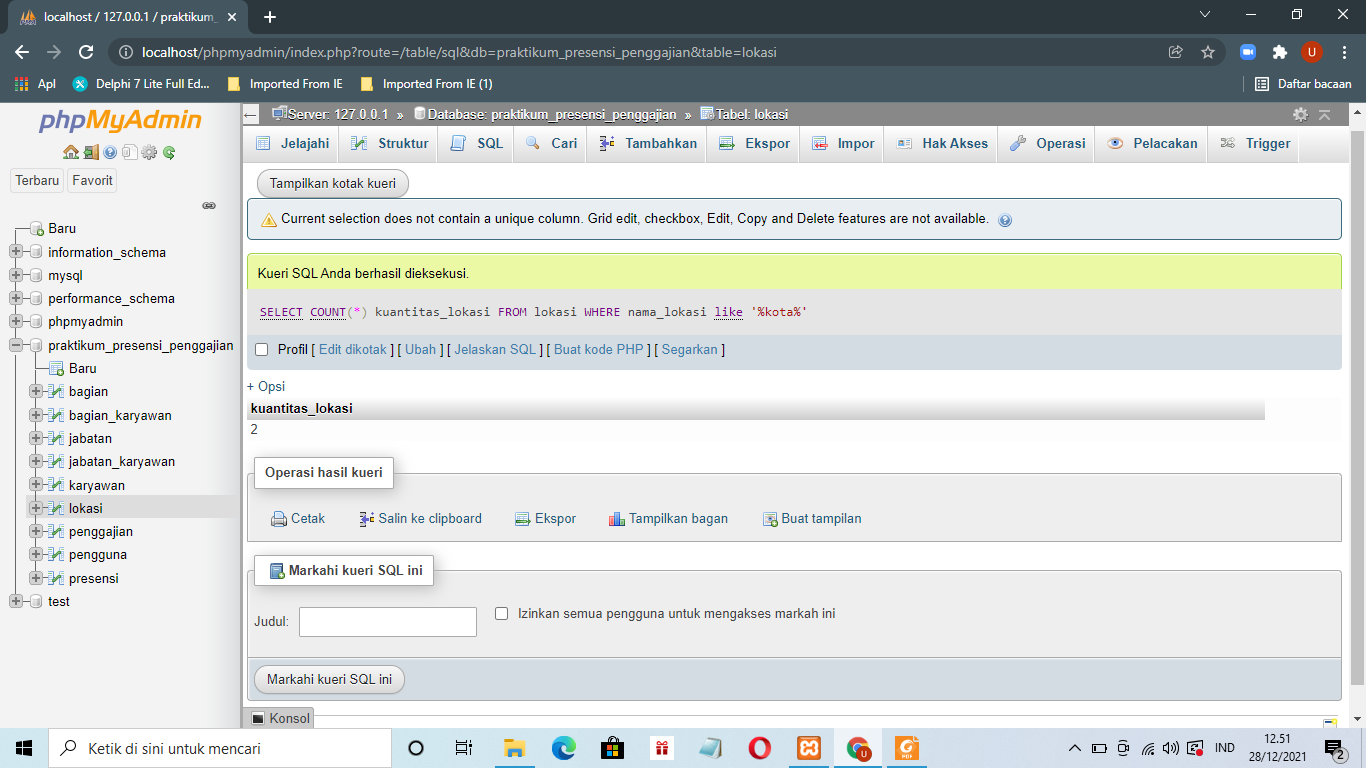 localhost / 127.0.0.1 / praktikum_
localhost/phpmyadmin/index.php?route=/table/sql&db=praktikum_presensi_penggajian&table=lokasi
U
Apl
Delphi 7 Lite Full Ed...
Imported From IE
Imported From IE (1)
Daftar bacaan
phpMyAdmin
Terbaru
Favorit
Baru
information_schema
mysql
performance_schema
phpmyadmin
praktikum_presensi_penggajian
Baru
bagian
bagian_karyawan
jabatan
jabatan_karyawan
karyawan
lokasi
penggajian
pengguna
presensi
test
Server: 127.0.0.1 » Database: praktikum_presensi_penggajian » Tabel: lokasi
Jelajahi
Struktur
SQL
Cari
Tambahkan
Ekspor
Impor
Hak Akses
Operasi
Pelacakan
Trigger
Tampilkan kotak kueri
Current selection does not contain a unique column. Grid edit, checkbox, Edit, Copy and Delete features are not available.
Kueri SQL Anda berhasil dieksekusi.
SELECT COUNT(*) kuantitas_lokasi FROM lokasi WHERE nama_lokasi like '%kota%'
Profil [ Edit dikotak ] [ Ubah ] [ Jelaskan SQL ] [ Buat kode PHP ] [ Segarkan ]
+ Opsi
kuantitas_lokasi
2
Operasi hasil kueri
Cetak
Salin ke clipboard
Ekspor
Tampilkan bagan
Buat tampilan
Markahi kueri SQL ini
Judul:
Izinkan semua pengguna untuk mengakses markah ini
Markahi kueri SQL ini
Konsol
Ketik di sini untuk mencari
U
PDF
IND
12.51
28/12/2021
2